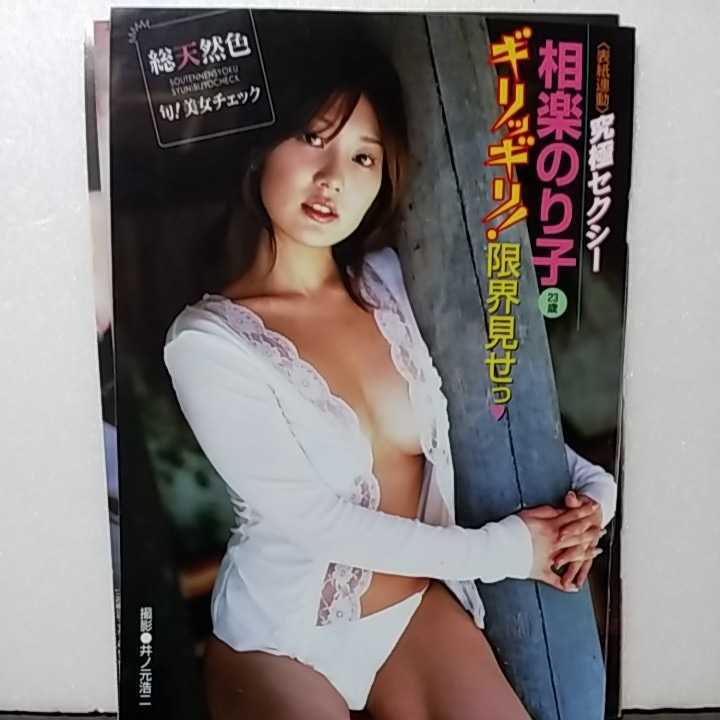 〈表紙連動〉究極セクシー
相楽のり子
23歳
ギリッギリ!限界見せっ♥
総天然色
SOUTENNENSYOKU
SYUN!BIJYOCHECK
旬!美女チェック
撮影●井ノ元浩二